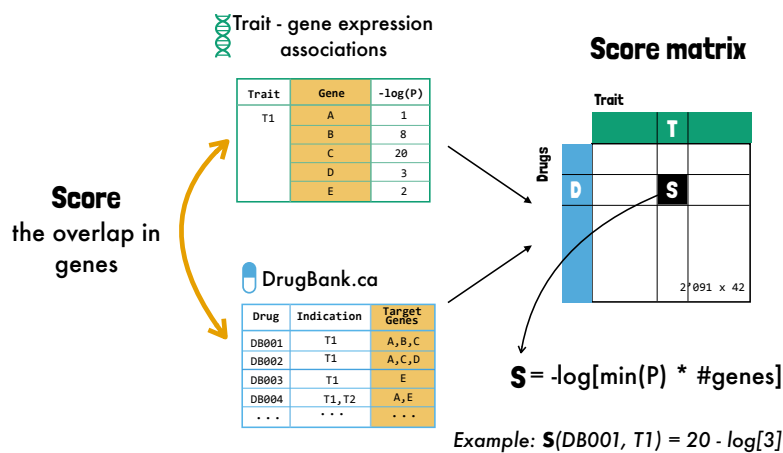 Trait - gene expression
associations
Trait Gene -log(P)
T1 A 1
B 8
C 20
D 3
E 2
Score
the overlap in
genes
DrugBank.ca
Drug Indication Target Genes
DB001 T1 A,B,C
DB002 T1 A,C,D
DB003 T1 E
DB004 T1,T2 A,E
... ... ...
Score matrix
Trait
T
Drugs
D
S
2'091 x 42
S = -log[min(P) * #genes]
Example: S(DB001, T1) = 20 - log[3]